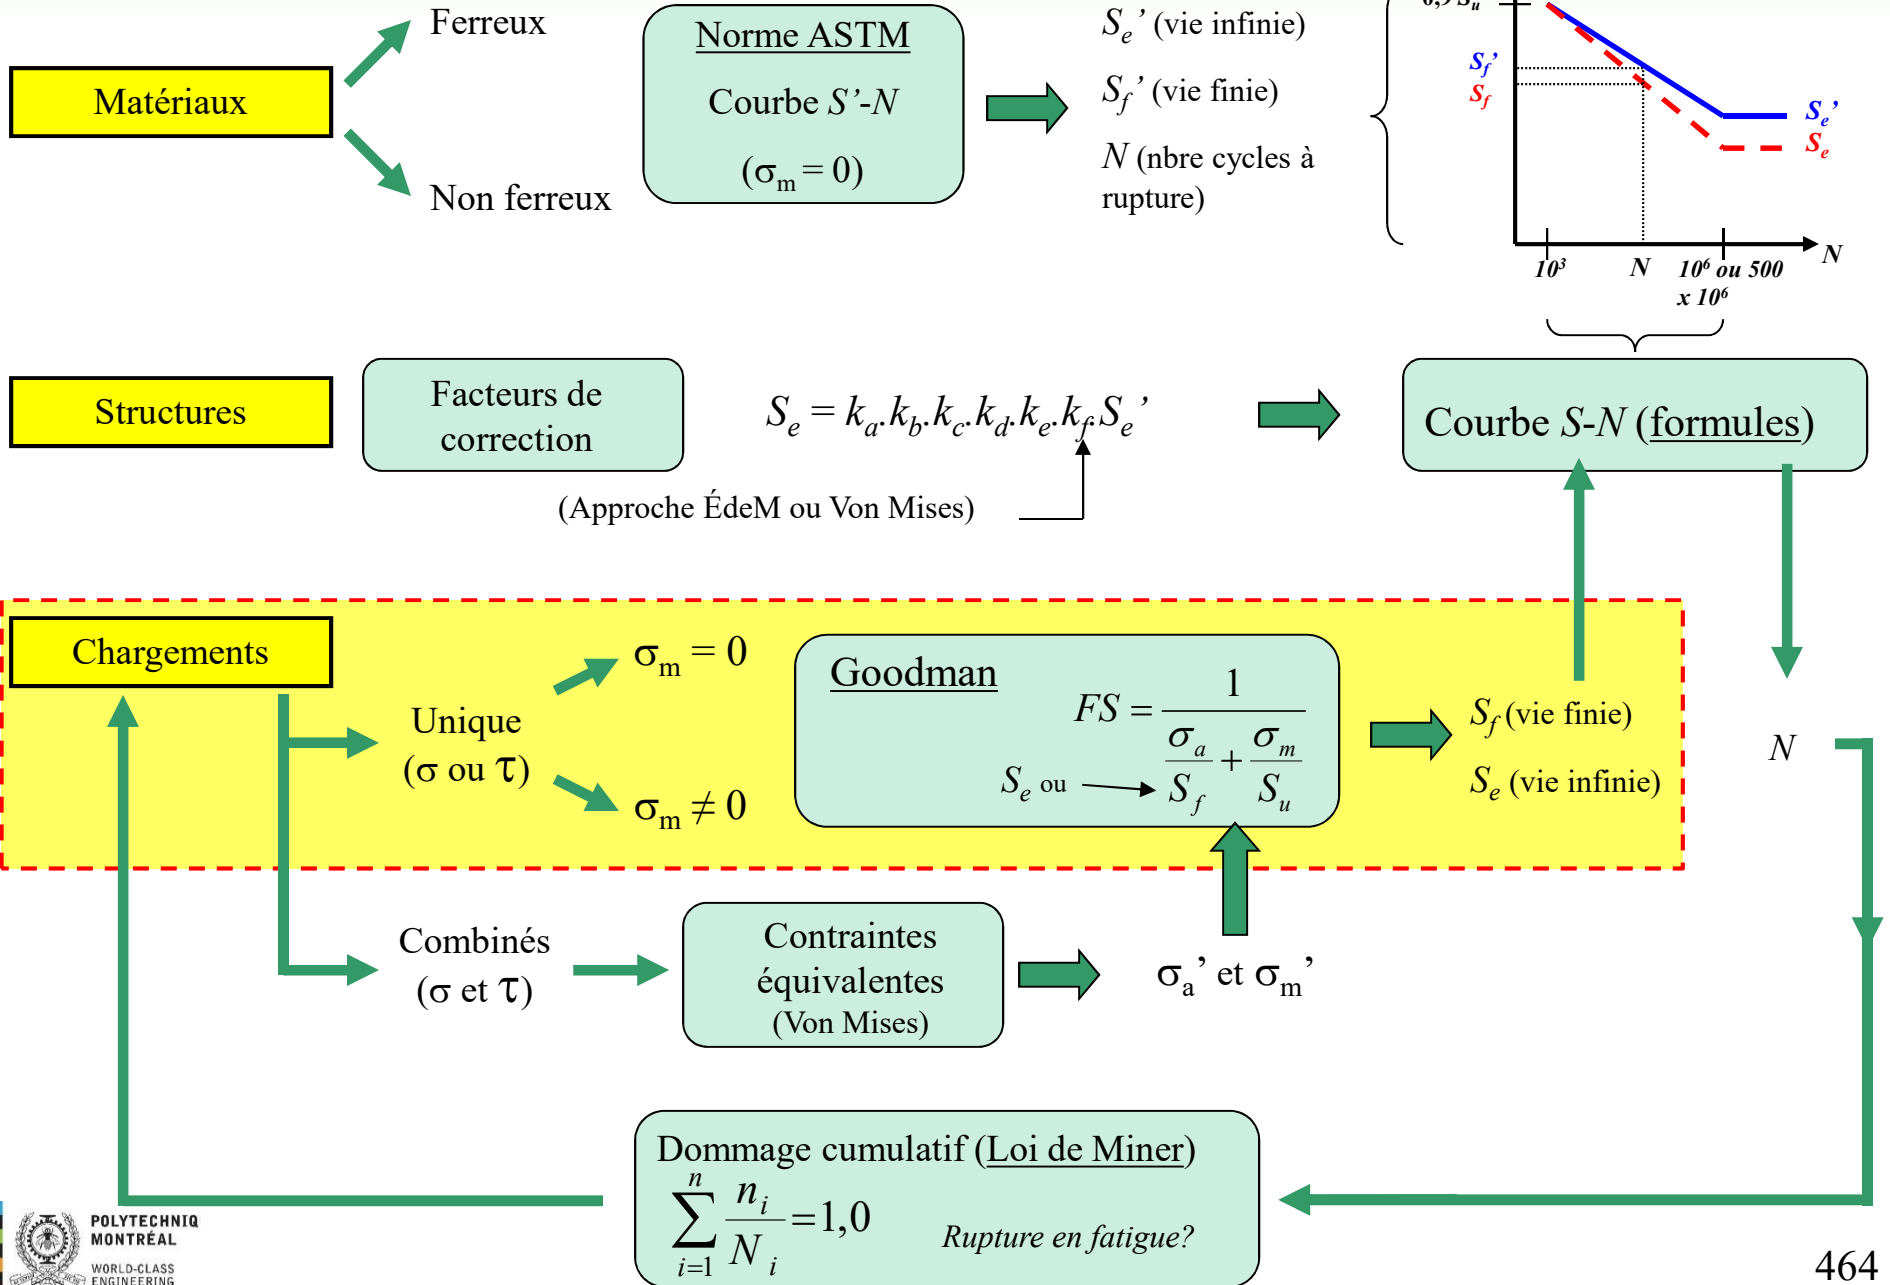 Ferreux
Matériaux
Non ferreux
Norme ASTM
Courbe S’-N
(σm = 0)
Se’ (vie infinie)
Sf’ (vie finie)
N (nbre cycles à
rupture)
Sf’
Sf
Se’
Se
10³ N 10⁶ ou 500 N
x 10⁶
Structures
Facteurs de
correction
Se = ka.kb.kc.kd.ke.kf.Se’
(Approche ÉdeM ou Von Mises)
Courbe S-N (formules)
Chargements
Unique
(σ ou τ)
σm = 0
σm ≠ 0
Goodman
FS = 1 / (σa/Sf + σm/Su)
Se ou
Sf (vie finie)
Se (vie infinie)
N
Combinés
(σ et τ)
Contraintes
équivalentes
(Von Mises)
σa’ et σm’
Dommage cumulatif (Loi de Miner)
∑ i=1 n ni/Ni = 1,0
Rupture en fatigue?
POLYTECHNIQ
MONTRÉAL
WORLD-CLASS
ENGINEERING
464